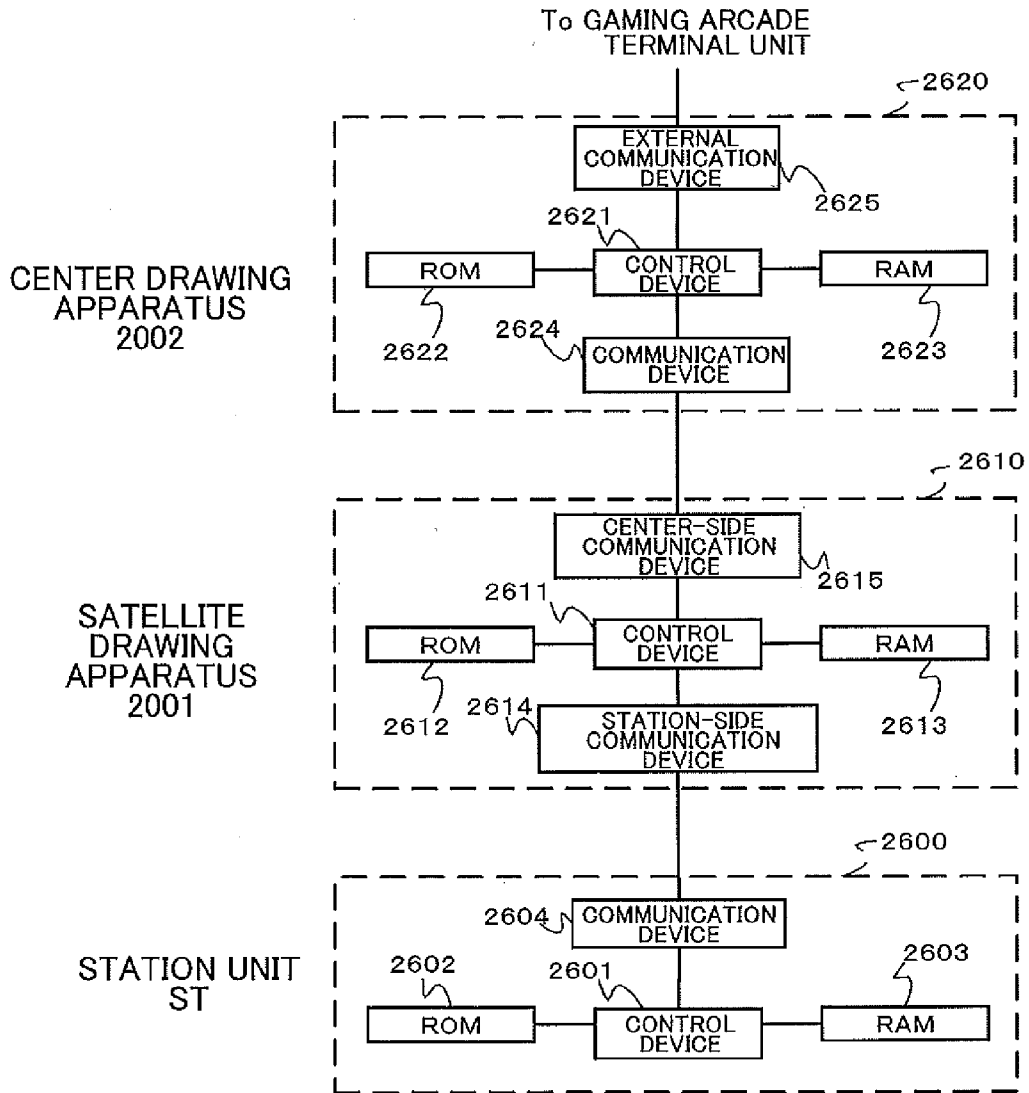 To GAMING ARCADE
TERMINAL UNIT
2620
EXTERNAL
COMMUNICATION
DEVICE
2625
2621
CENTER DRAWING
APPARATUS
2002
ROM
CONTROL
DEVICE
RAM
2622
2624
2623
COMMUNICATION
DEVICE
2610
CENTER-SIDE
COMMUNICATION
DEVICE
2615
2611
SATELLITE
DRAWING
APPARATUS
2001
ROM
CONTROL
DEVICE
RAM
2612
2614
2613
STATION-SIDE
COMMUNICATION
DEVICE
2600
2604
COMMUNICATION
DEVICE
STATION UNIT
ST
2602
2601
2603
ROM
CONTROL
DEVICE
RAM